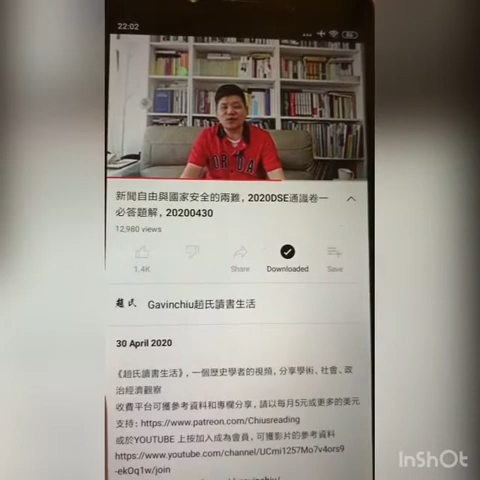 22:02
新聞自由與國家安全的兩難，2020DSE通識卷一
必答題解，20200430
12,980 views
1.4K
Share
Downloaded
Save
趙氏
Gavinchiu趙氏讀書生活
30 April 2020
《趙氏讀書生活》，一個歷史學者的視頻，分享學術、社會、政
治經濟觀察
收費平台可獲參考資料和專欄分享，請以每月5元或更多的美元
支持：https://www.patreon.com/Chiusreading
或於YOUTUBE 上按加入成為會員，可獲影片的參考資料
https://www.youtube.com/channel/UCmi1257Mo7v4ors9
-ekOq1w/join
InShOt